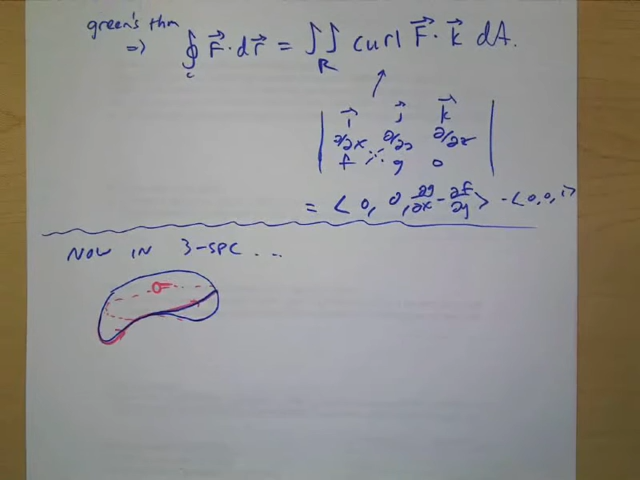 green's thm
=> ∮_c F⃗ · dr⃗ = ∬_R curl F⃗ · k⃗ dA.
i⃗ j⃗ k⃗
∂/∂x ∂/∂y ∂/∂z
f g 0
= < 0, 0, ∂g/∂x - ∂f/∂y > · <0,0,1>
NOW IN 3-SPC ...
σ